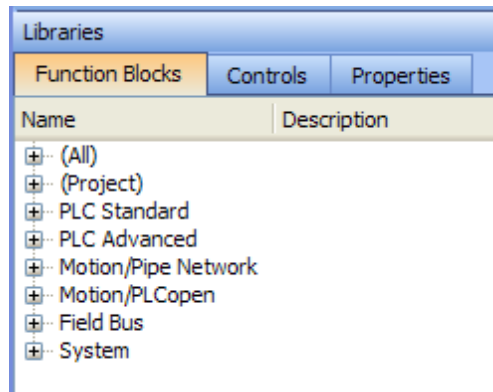 Libraries
Function Blocks Controls Properties
Name Description
(All)
(Project)
PLC Standard
PLC Advanced
Motion/Pipe Network
Motion/PLCopen
Field Bus
System